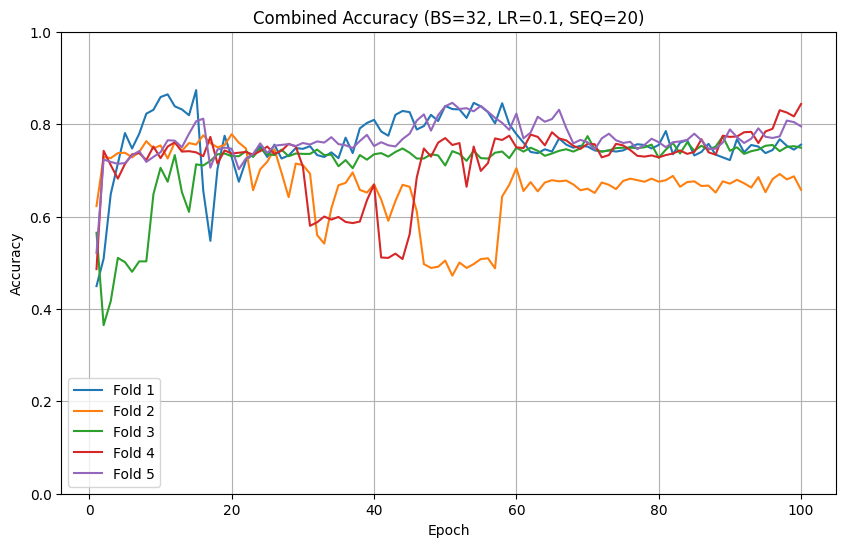 Combined Accuracy (BS=32, LR=0.1, SEQ=20)
1.0
0.8
0.6
0.4
0.2
0.0
Accuracy
Fold 1
Fold 2
Fold 3
Fold 4
Fold 5
0 20 40 60 80 100
Epoch